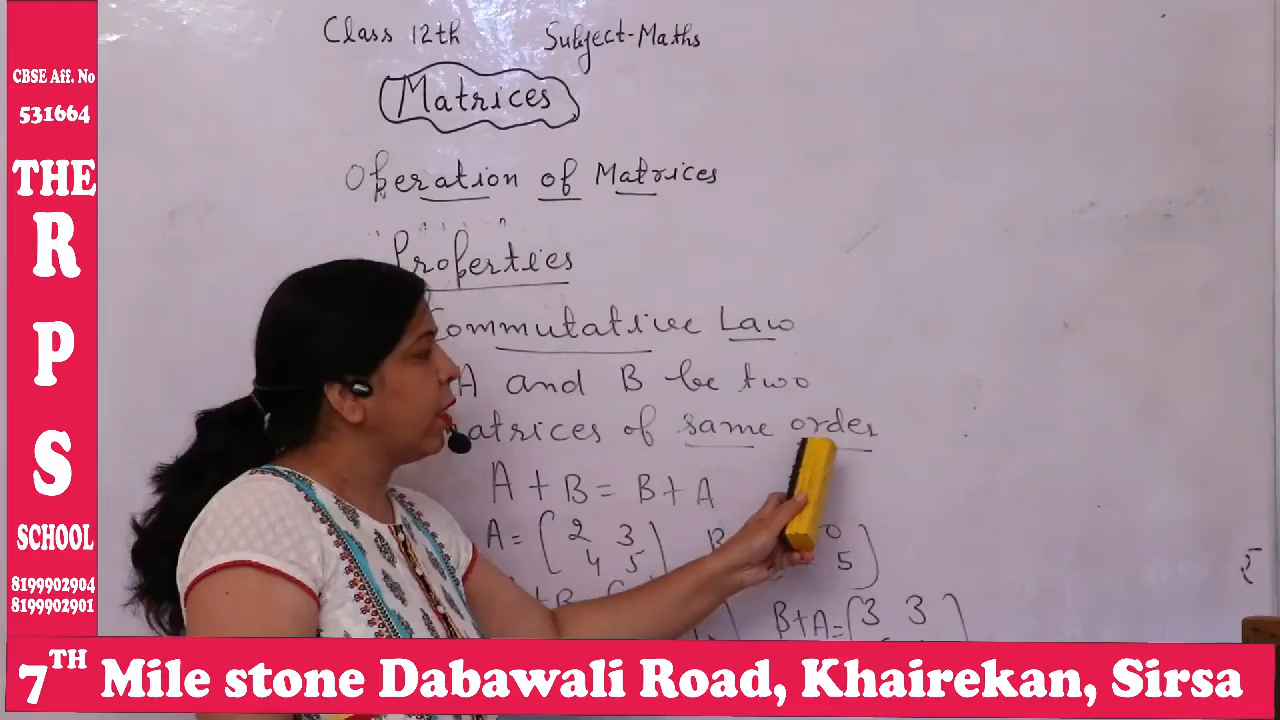 CBSE Aff. No
531664
THE
R
P
S
SCHOOL
8199902904
8199902901
Class 12th Subject-Maths
Matrices
Operation of Matrices
Properties
Commutative Law
A and B be two
atrices of same order
A + B = B + A
A = 2 3 B 0
4 5 5
+B
B+A = 3 3
7TH Mile stone Dabawali Road, Khairekan, Sirsa